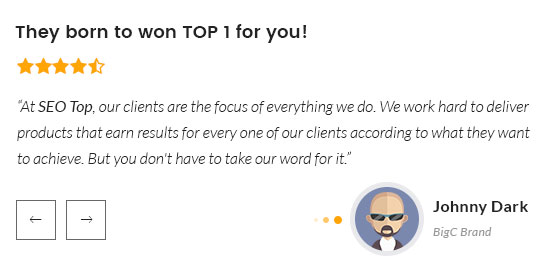 They born to won TOP 1 for you!
“At SEO Top, our clients are the focus of everything we do. We work hard to deliver
products that earn results for every one of our clients according to what they want
to achieve. But you don't have to take our word for it.”
Johnny Dark
BigC Brand